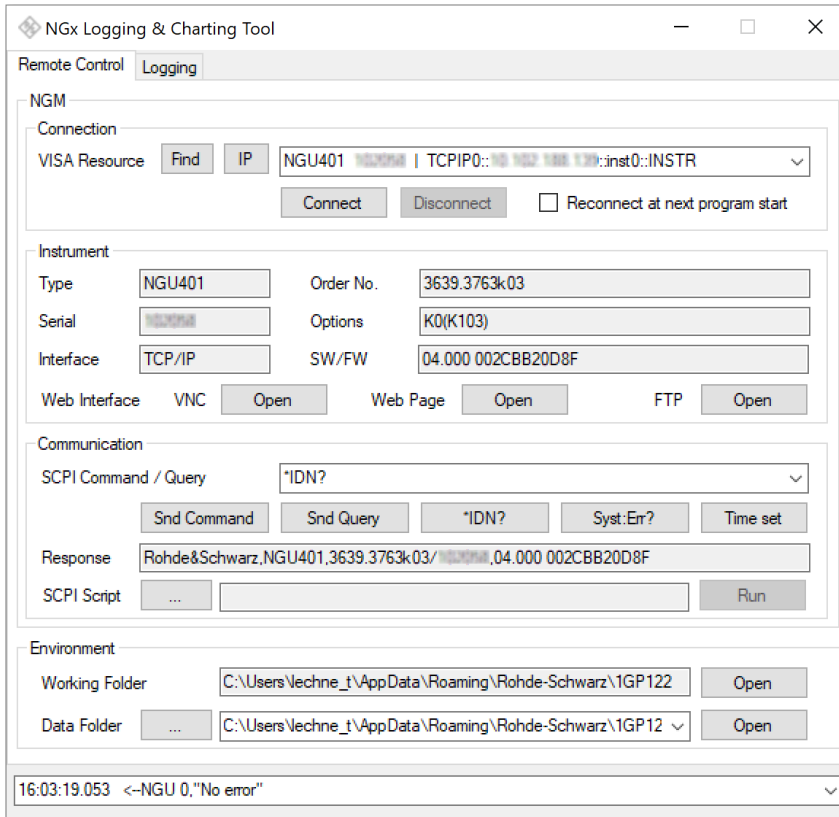 NGx Logging & Charting Tool
Remote Control Logging
NGM
Connection
VISA Resource Find IP NGU401 | TCPIP0:: ::inst0::INSTR
Connect Disconnect Reconnect at next program start
Instrument
Type NGU401 Order No. 3639.3763k03
Serial Options K0(K103)
Interface TCP/IP SW/FW 04.000 002CBB20D8F
Web Interface VNC Open Web Page Open FTP Open
Communication
SCPI Command / Query *IDN?
Snd Command Snd Query *IDN? Syst:Err? Time set
Response Rohde&Schwarz,NGU401,3639.3763k03/ ,04.000 002CBB20D8F
SCPI Script ... Run
Environment
Working Folder C:\Users\lechne_t\AppData\Roaming\Rohde-Schwarz\1GP122 Open
Data Folder ... C:\Users\lechne_t\AppData\Roaming\Rohde-Schwarz\1GP12 Open
16:03:19.053 <--NGU 0,"No error"